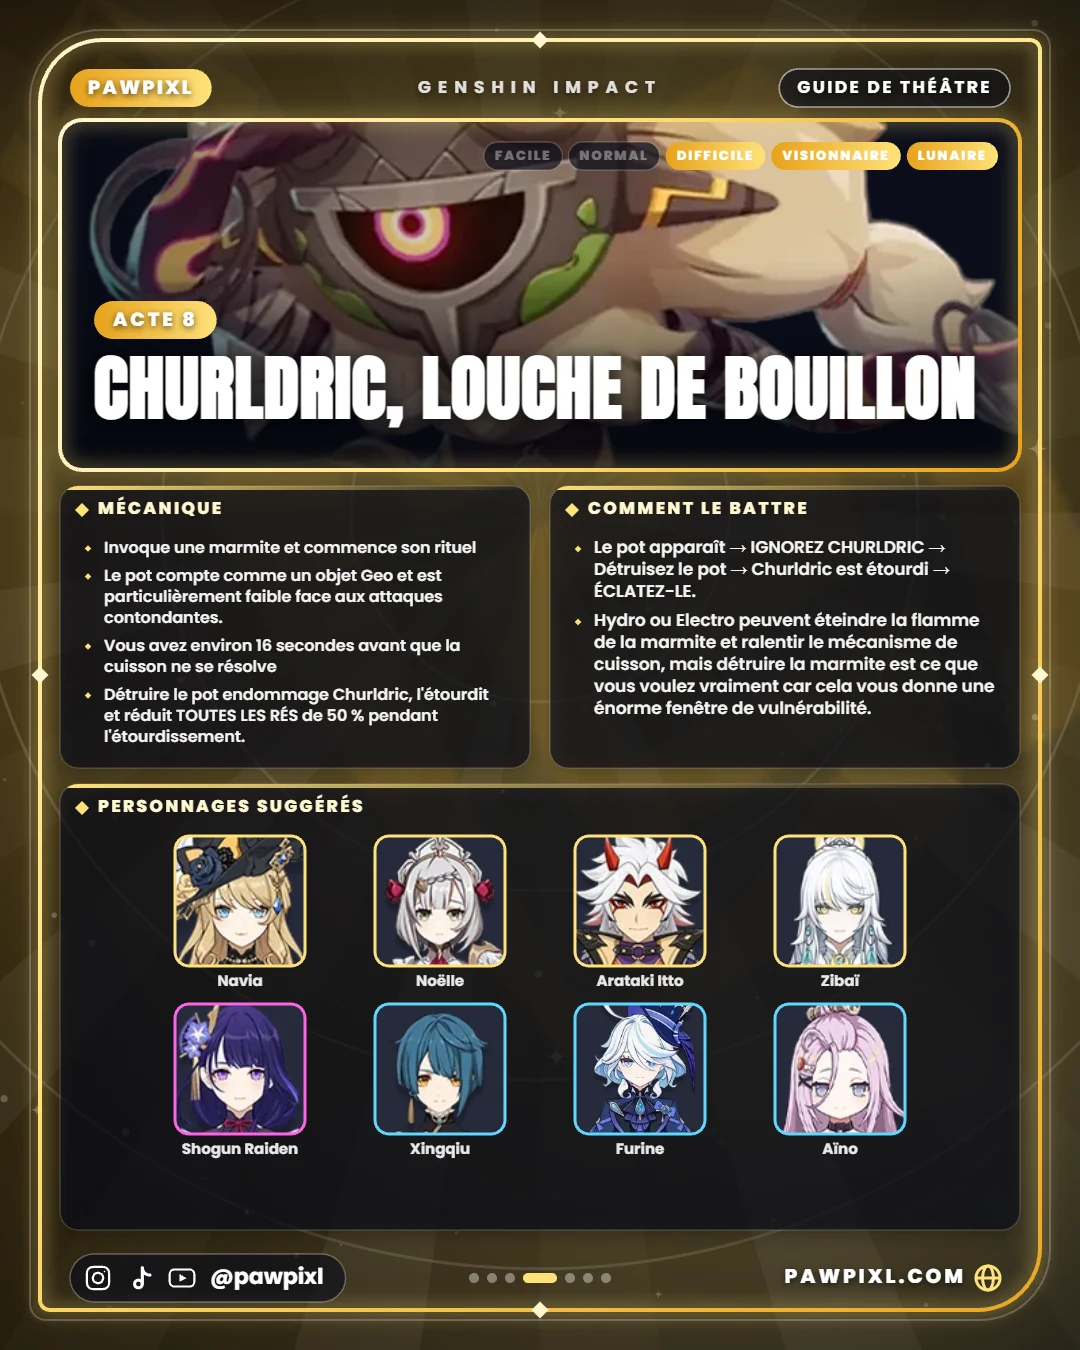 PAWPIXL
GENSHIN IMPACT
GUIDE DE THÉÂTRE
FACILE
NORMAL
DIFFICILE
VISIONNAIRE
LUNAIRE
ACTE 8
CHURLDRIC, LOUCHE DE BOUILLON
MÉCANIQUE
Invoque une marmite et commence son rituel
Le pot compte comme un objet Geo et est
particulièrement faible face aux attaques
contondantes.
Vous avez environ 16 secondes avant que la
cuisson ne se résolve
Détruire le pot endommage Churldric, l'étourdit
et réduit TOUTES LES RÉS de 50 % pendant
l'étourdissement.
COMMENT LE BATTRE
Le pot apparaît → IGNOREZ CHURLDRIC →
Détruisez le pot → Churldric est étourdi →
ÉCLATEZ-LE.
Hydro ou Electro peuvent éteindre la flamme
de la marmite et ralentir le mécanisme de
cuisson, mais détruire la marmite est ce que
vous voulez vraiment car cela vous donne une
énorme fenêtre de vulnérabilité.
PERSONNAGES SUGGÉRÉS
Navia
Noëlle
Arataki Itto
Zibaï
Shogun Raiden
Xingqiu
Furine
Aïno
@pawpixl
PAWPIXL.COM